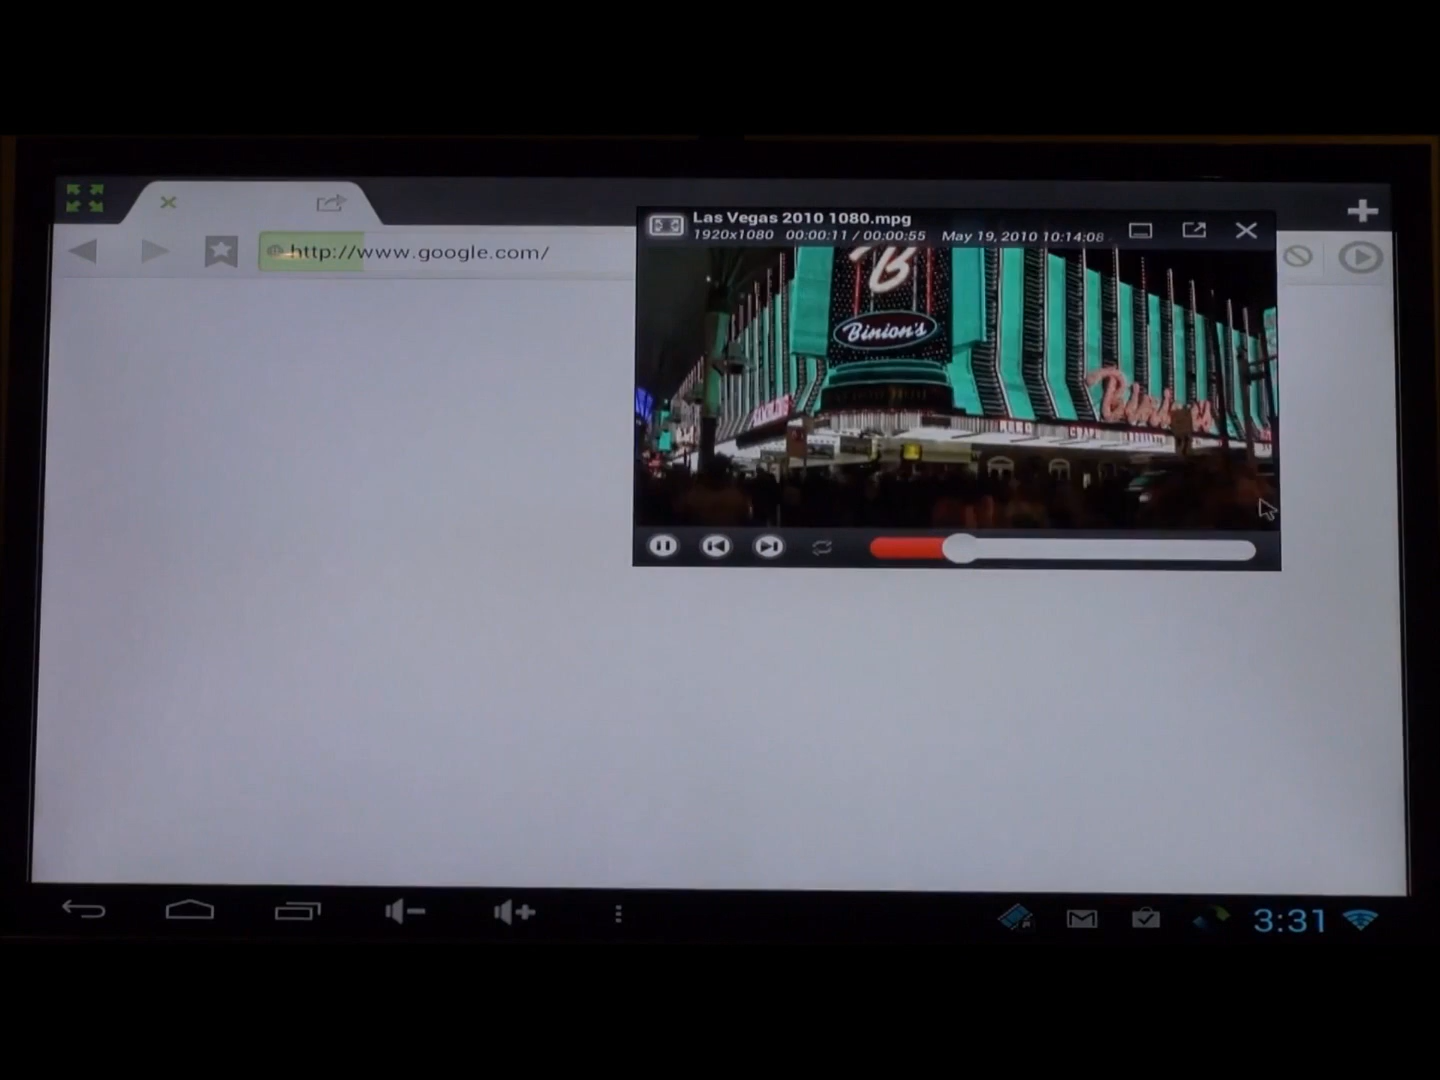 Las Vegas 2010 1080.mpg
1920x1080 00:00:11 / 00:00:55 May 19, 2010 10:14:08
http://www.google.com/
B
Binion's
3:31